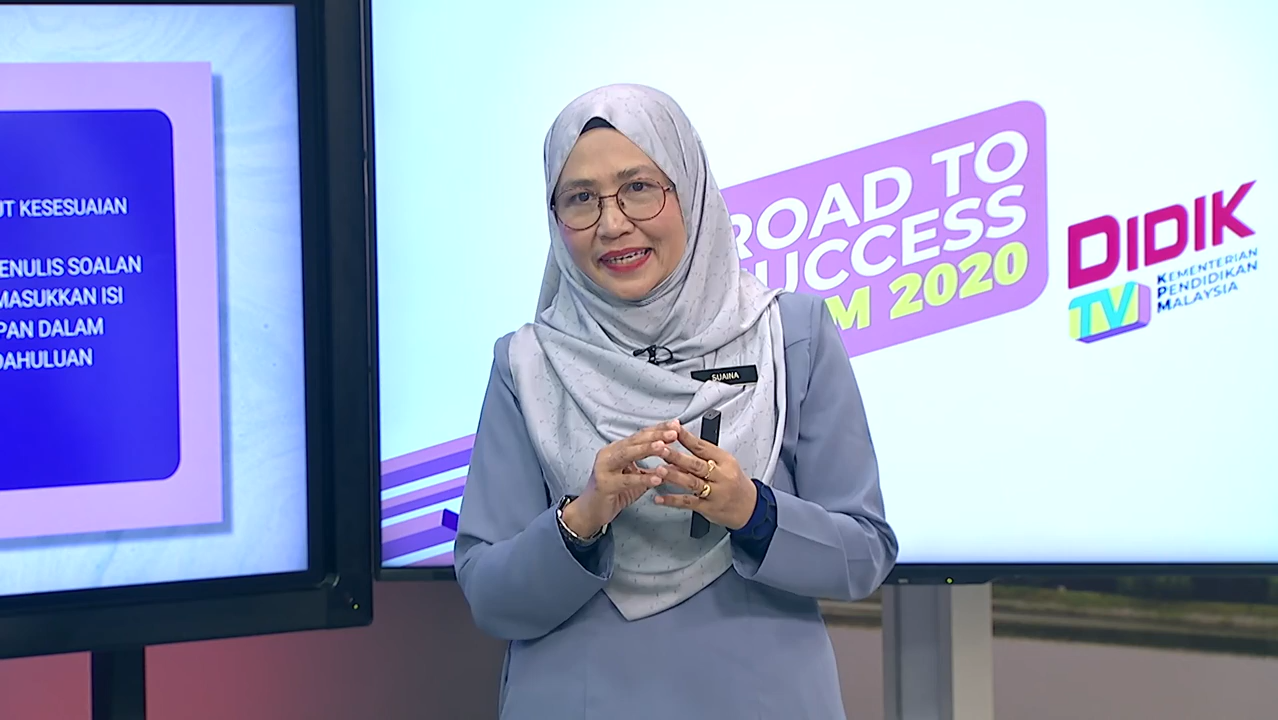 UT KESESUAIAN
ENULIS SOALAN
MASUKKAN ISI
PAN DALAM
DAHULUAN
ROAD TO
SUCCESS
M 2020
DIDIK
TV
KEMENTERIAN
PENDIDIKAN
MALAYSIA
SUAINA